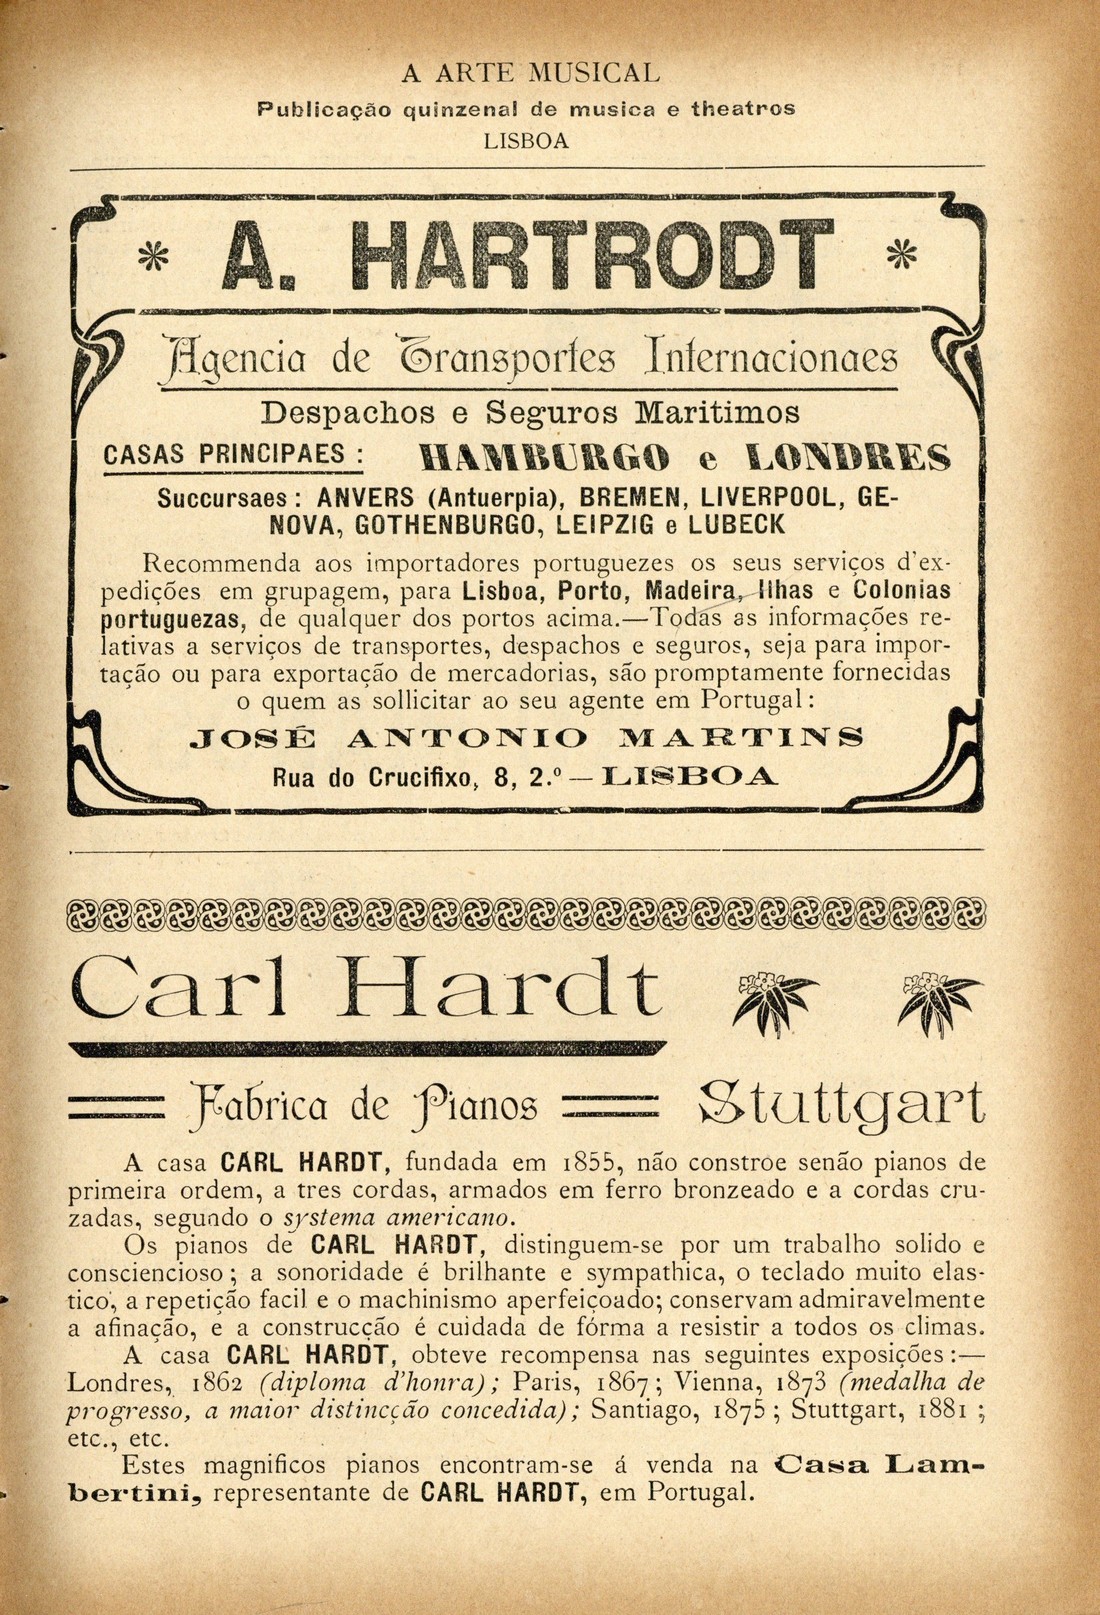 A ARTE MUSICAL
Publicação quinzenal de musica e theatros
LISBOA
A. HARTRODT
Agencia de Transportes Internacionaes
Despachos e Seguros Maritimos
CASAS PRINCIPAES : HAMBURGO e LONDRES
Succursaes : ANVERS (Antuerpia), BREMEN, LIVERPOOL, GE-
NOVA, GOTHENBURGO, LEIPZIG e LUBECK
Recommenda aos importadores portuguezes os seus serviços d'ex-
pedições em grupagem, para Lisboa, Porto, Madeira, Ilhas e Colonias
portuguezas, de qualquer dos portos acima.—Todas as informações re-
lativas a serviços de transportes, despachos e seguros, seja para impor-
tação ou para exportação de mercadorias, são promptamente fornecidas
o quem as sollicitar ao seu agente em Portugal :
JOSÉ ANTONIO MARTINS
Rua do Crucifixo, 8, 2.º — LISBOA
Carl Hardt
Fabrica de Pianos Stuttgart
A casa CARL HARDT, fundada em 1855, não constroe senão pianos de
primeira ordem, a tres cordas, armados em ferro bronzeado e a cordas cru-
zadas, segundo o systema americano.
Os pianos de CARL HARDT, distinguem-se por um trabalho solido e
consciencioso ; a sonoridade é brilhante e sympathica, o teclado muito elas-
tico, a repetição facil e o machinismo aperfeiçoado; conservam admiravelmente
a afinação, e a construcção é cuidada de fórma a resistir a todos os climas.
A casa CARL HARDT, obteve recompensa nas seguintes exposições :—
Londres, 1862 (diploma d'honra) ; Paris, 1867 ; Vienna, 1873 (medalha de
progresso, a maior distincção concedida) ; Santiago, 1875 ; Stuttgart, 1881 ;
etc., etc.
Estes magnificos pianos encontram-se á venda na Casa Lam-
bertini, representante de CARL HARDT, em Portugal.